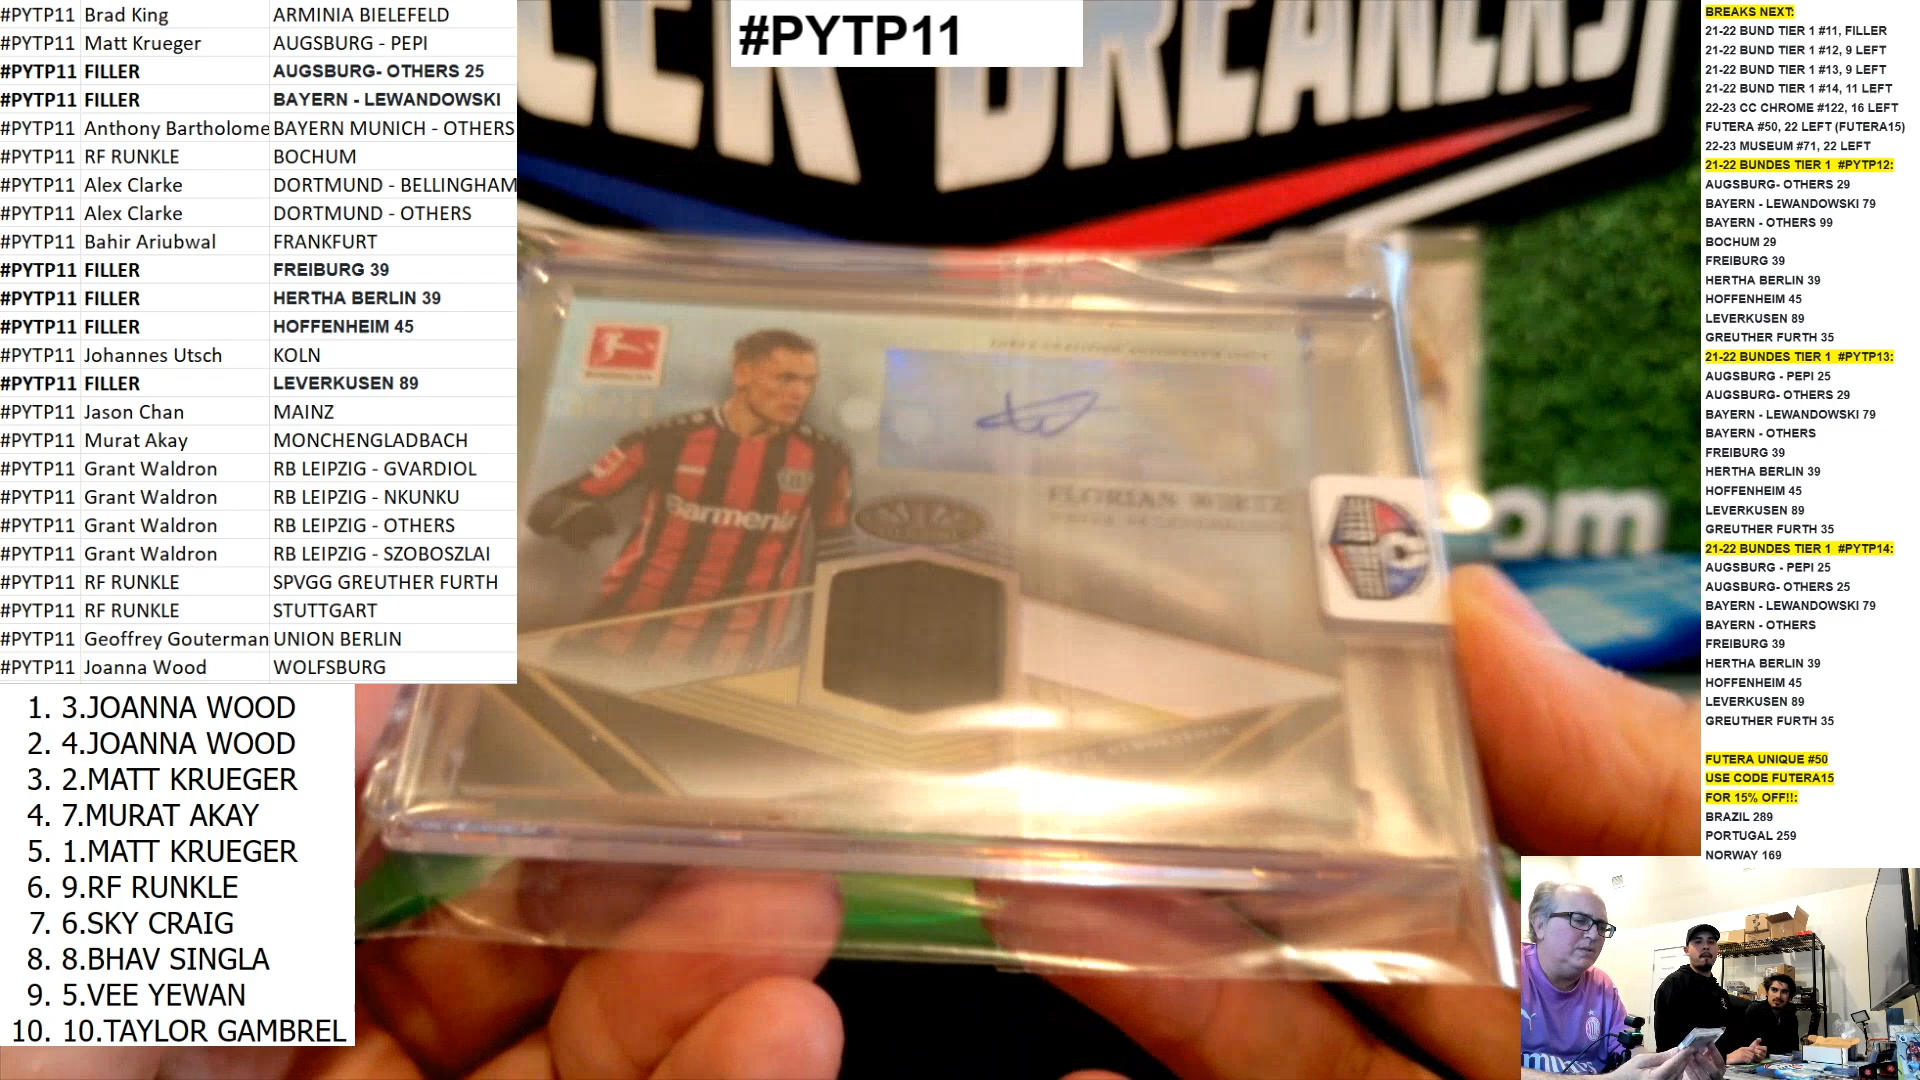 #PYTP11 Brad King ARMINIA BIELEFELD
#PYTP11 Matt Krueger AUGSBURG - PEPI
#PYTP11 FILLER AUGSBURG- OTHERS 25
#PYTP11 FILLER BAYERN - LEWANDOWSKI
#PYTP11 Anthony Bartholome BAYERN MUNICH - OTHERS
#PYTP11 RF RUNKLE BOCHUM
#PYTP11 Alex Clarke DORTMUND - BELLINGHAM
#PYTP11 Alex Clarke DORTMUND - OTHERS
#PYTP11 Bahir Ariubwal FRANKFURT
#PYTP11 FILLER FREIBURG 39
#PYTP11 FILLER HERTHA BERLIN 39
#PYTP11 FILLER HOFFENHEIM 45
#PYTP11 Johannes Utsch KOLN
#PYTP11 FILLER LEVERKUSEN 89
#PYTP11 Jason Chan MAINZ
#PYTP11 Murat Akay MONCHENGLADBACH
#PYTP11 Grant Waldron RB LEIPZIG - GVARDIOL
#PYTP11 Grant Waldron RB LEIPZIG - NKUNKU
#PYTP11 Grant Waldron RB LEIPZIG - OTHERS
#PYTP11 Grant Waldron RB LEIPZIG - SZOBOSZLAI
#PYTP11 RF RUNKLE SPVGG GREUTHER FURTH
#PYTP11 RF RUNKLE STUTTGART
#PYTP11 Geoffrey Gouterman UNION BERLIN
#PYTP11 Joanna Wood WOLFSBURG
1. 3.JOANNA WOOD
2. 4.JOANNA WOOD
3. 2.MATT KRUEGER
4. 7.MURAT AKAY
5. 1.MATT KRUEGER
6. 9.RF RUNKLE
7. 6.SKY CRAIG
8. 8.BHAV SINGLA
9. 5.VEE YEWAN
10. 10.TAYLOR GAMBREL
#PYTP11
BREAKERS
Barmenia
FLORIAN WIRTZ
om
BREAKS NEXT:
21-22 BUND TIER 1 #11, FILLER
21-22 BUND TIER 1 #12, 9 LEFT
21-22 BUND TIER 1 #13, 9 LEFT
21-22 BUND TIER 1 #14, 11 LEFT
22-23 CC CHROME #122, 16 LEFT
FUTERA #50, 22 LEFT (FUTERA15)
22-23 MUSEUM #71, 22 LEFT
21-22 BUNDES TIER 1 #PYTP12:
AUGSBURG- OTHERS 29
BAYERN - LEWANDOWSKI 79
BAYERN - OTHERS 99
BOCHUM 29
FREIBURG 39
HERTHA BERLIN 39
HOFFENHEIM 45
LEVERKUSEN 89
GREUTHER FURTH 35
21-22 BUNDES TIER 1 #PYTP13:
AUGSBURG - PEPI 25
AUGSBURG- OTHERS 29
BAYERN - LEWANDOWSKI 79
BAYERN - OTHERS
FREIBURG 39
HERTHA BERLIN 39
HOFFENHEIM 45
LEVERKUSEN 89
GREUTHER FURTH 35
21-22 BUNDES TIER 1 #PYTP14:
AUGSBURG - PEPI 25
AUGSBURG- OTHERS 25
BAYERN - LEWANDOWSKI 79
BAYERN - OTHERS
FREIBURG 39
HERTHA BERLIN 39
HOFFENHEIM 45
LEVERKUSEN 89
GREUTHER FURTH 35
FUTERA UNIQUE #50
USE CODE FUTERA15
FOR 15% OFF!!:
BRAZIL 289
PORTUGAL 259
NORWAY 169